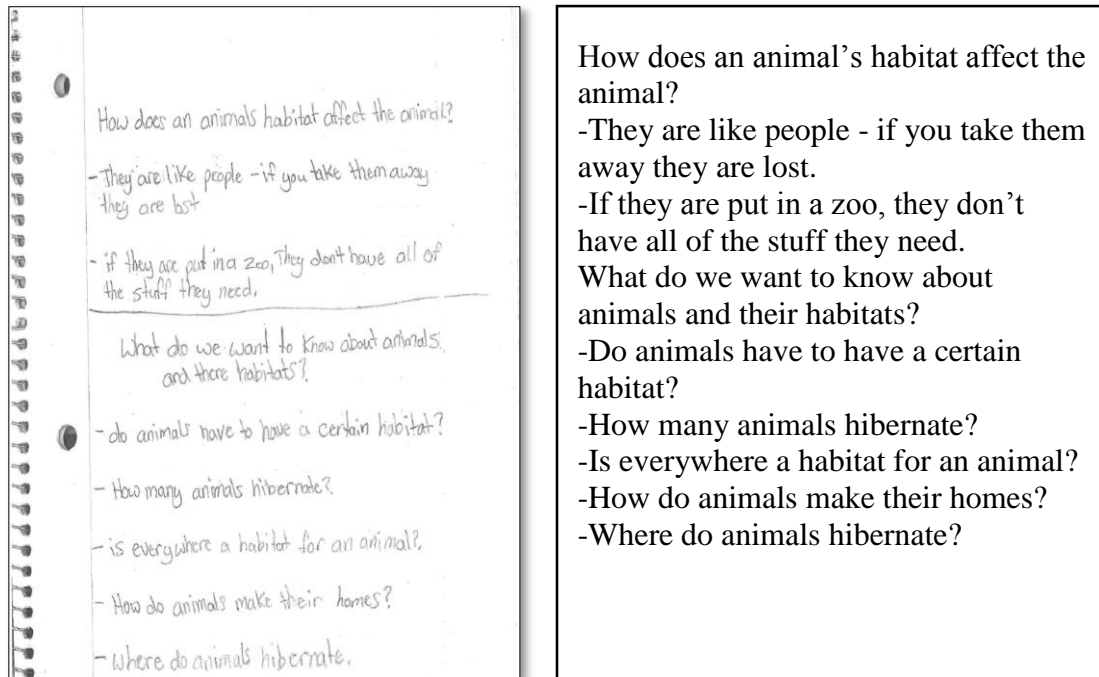 How does an animals habitat affect the animal?
- They are like people - if you take them away
they are lost
- if they are put in a zoo, They don't have all of
the stuff they need.
What do we want to know about animals
and there habitats?
- do animals have to have a certain habitat?
- How many animals hibernate?
- is everywhere a habitat for an animal?
- How do animals make their homes?
- where do animals hibernate.
How does an animal's habitat affect the
animal?
-They are like people - if you take them
away they are lost.
-If they are put in a zoo, they don't
have all of the stuff they need.
What do we want to know about
animals and their habitats?
-Do animals have to have a certain
habitat?
-How many animals hibernate?
-Is everywhere a habitat for an animal?
-How do animals make their homes?
-Where do animals hibernate?